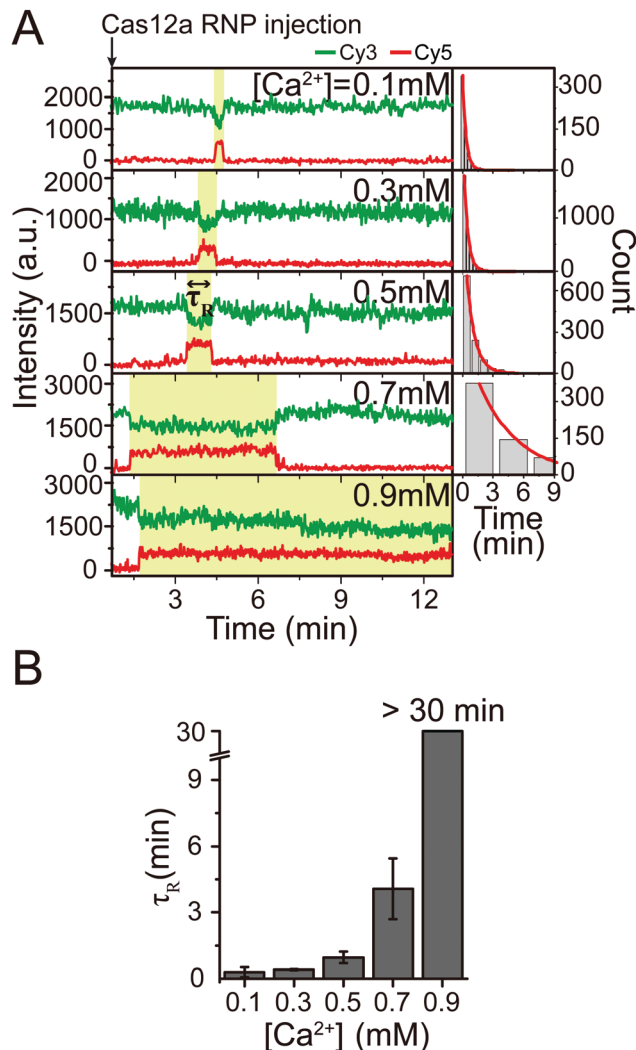 A
Cas12a RNP injection
Cy3 Cy5
[Ca²⁺]=0.1mM
2000
1000
0
300
150
0
0.3mM
2000
1000
0
1000
0
0.5mM
τR
1500
0
600
300
0
0.7mM
3000
1500
0
300
150
0
0.9mM
3000
1500
0
Intensity (a.u.)
Count
3 6 9 12
Time (min)
0 3 6 9
Time
(min)
B
> 30 min
30
9
6
3
0
τR(min)
0.1 0.3 0.5 0.7 0.9
[Ca²⁺] (mM)